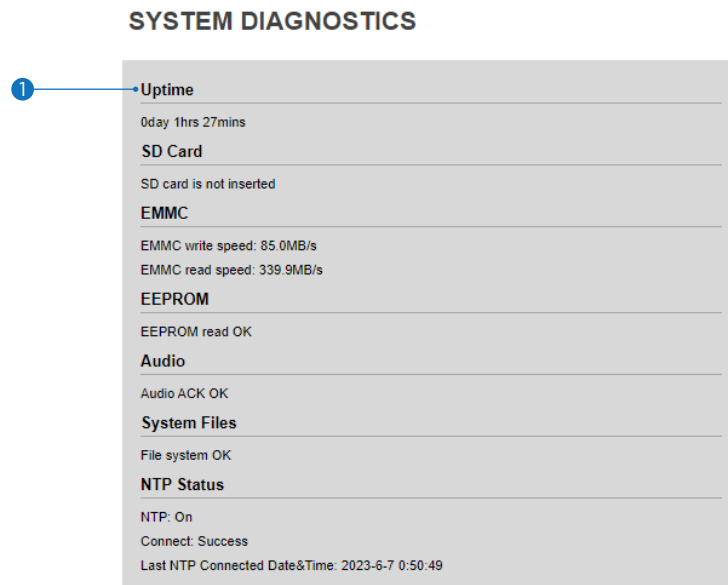 SYSTEM DIAGNOSTICS
1
Uptime
0day 1hrs 27mins
SD Card
SD card is not inserted
EMMC
EMMC write speed: 85.0MB/s
EMMC read speed: 339.9MB/s
EEPROM
EEPROM read OK
Audio
Audio ACK OK
System Files
File system OK
NTP Status
NTP: On
Connect: Success
Last NTP Connected Date&Time: 2023-6-7 0:50:49